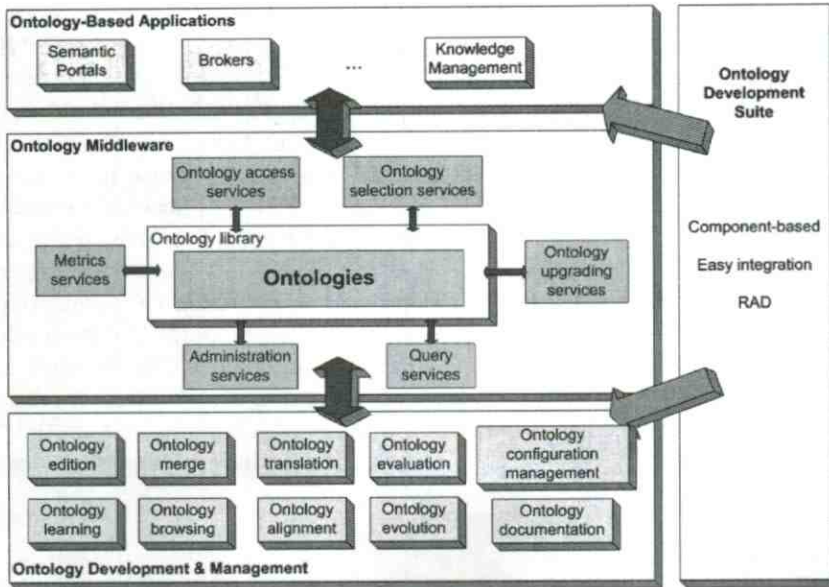 Ontology-Based Applications
Semantic
Portals
Brokers
...
Knowledge
Management
Ontology
Development
Suite
Component-based
Easy integration
RAD
Ontology Middleware
Ontology access
services
Ontology
selection services
Ontology library
Metrics
services
Ontologies
Ontology
upgrading
services
Administration
services
Query
services
Ontology
edition
Ontology
merge
Ontology
translation
Ontology
evaluation
Ontology
configuration
management
Ontology
learning
Ontology
browsing
Ontology
alignment
Ontology
evolution
Ontology
documentation
Ontology Development & Management